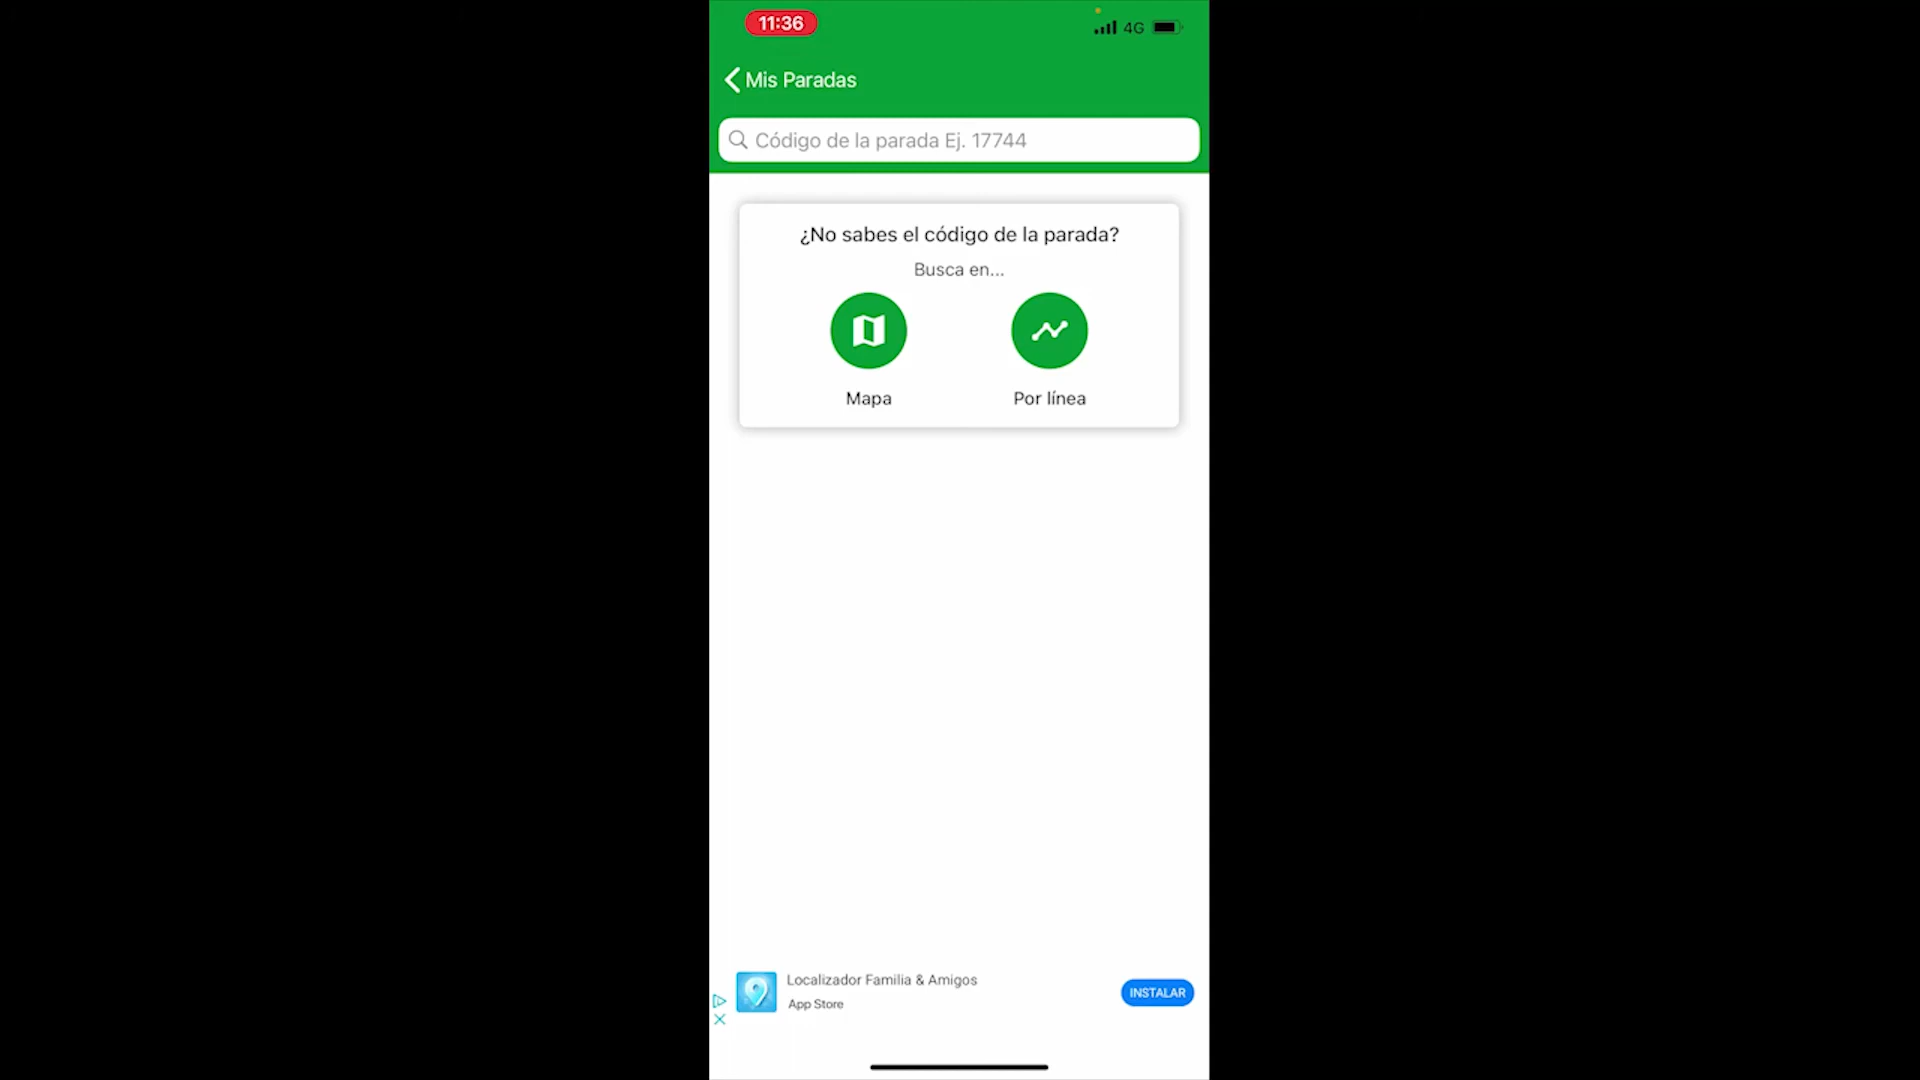 11:36
4G
Mis Paradas
Código de la parada Ej. 17744
¿No sabes el código de la parada?
Busca en...
Mapa
Por línea
Localizador Familia & Amigos
App Store
INSTALAR